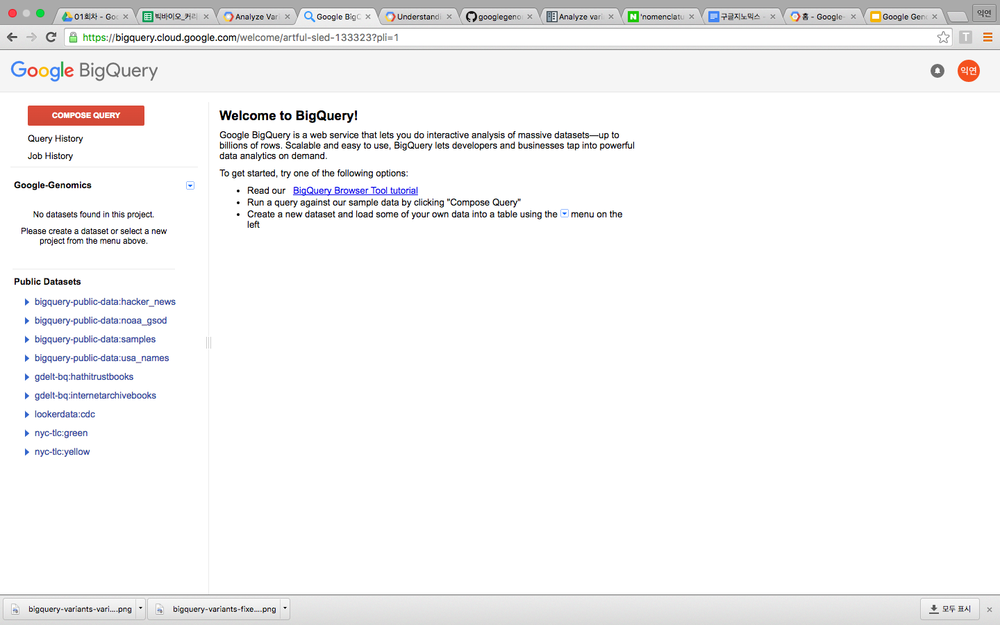 01회차 - Goo
빅바이오_커리
Analyze Vari
Google BigQ
Understandi
googlegenor
Analyze vari
'nomenclatu
구글지노믹스 -
홈 - Google-
Google Gen
익연
https://bigquery.cloud.google.com/welcome/artful-sled-133323?pli=1
T
Google BigQuery
익연
COMPOSE QUERY
Query History
Job History
Google-Genomics
No datasets found in this project.
Please create a dataset or select a new
project from the menu above.
Public Datasets
bigquery-public-data:hacker_news
bigquery-public-data:noaa_gsod
bigquery-public-data:samples
bigquery-public-data:usa_names
gdelt-bq:hathitrustbooks
gdelt-bq:internetarchivebooks
lookerdata:cdc
nyc-tlc:green
nyc-tlc:yellow
Welcome to BigQuery!
Google BigQuery is a web service that lets you do interactive analysis of massive datasets—up to
billions of rows. Scalable and easy to use, BigQuery lets developers and businesses tap into powerful
data analytics on demand.
To get started, try one of the following options:
• Read our BigQuery Browser Tool tutorial
• Run a query against our sample data by clicking "Compose Query"
• Create a new dataset and load some of your own data into a table using the menu on the
left
bigquery-variants-vari....png
bigquery-variants-fixe....png
모두 표시